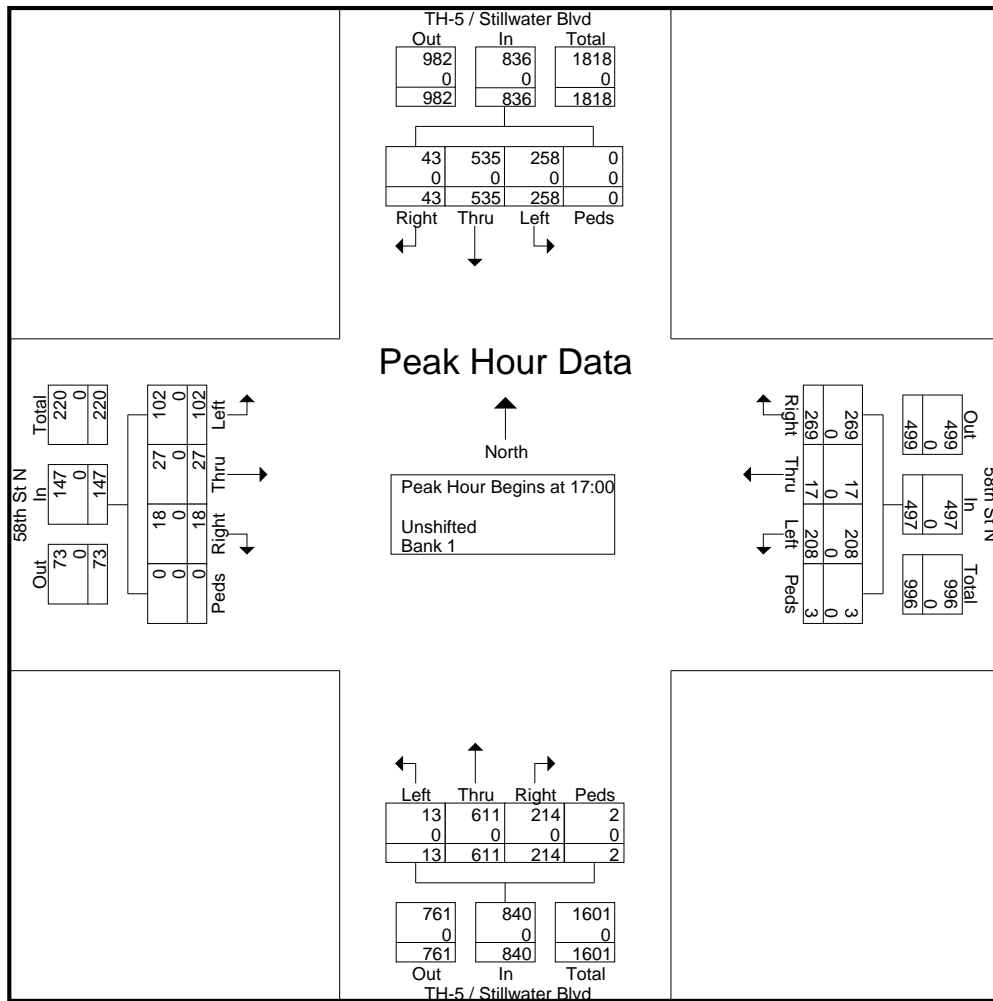 TH-5 / Stillwater Blvd
Out In Total
982 836 1818
0 0 0
982 836 1818
43 535 258 0
0 0 0 0
43 535 258 0
Right Thru Left Peds
Peak Hour Data
North
Peak Hour Begins at 17:00
Unshifted
Bank 1
58th St N
Out In Total
73 147 220
0 0 0
73 147 220
0 18 27 102
0 0 0 0
0 18 27 102
Peds Right Thru Left
58th St N
Out In Total
499 497 996
0 0 0
499 497 996
269 17 208 3
0 0 0 0
269 17 208 3
Right Thru Left Peds
Left Thru Right Peds
13 611 214 2
0 0 0 0
13 611 214 2
761 840 1601
0 0 0
761 840 1601
Out In Total
TH-5 / Stillwater Blvd